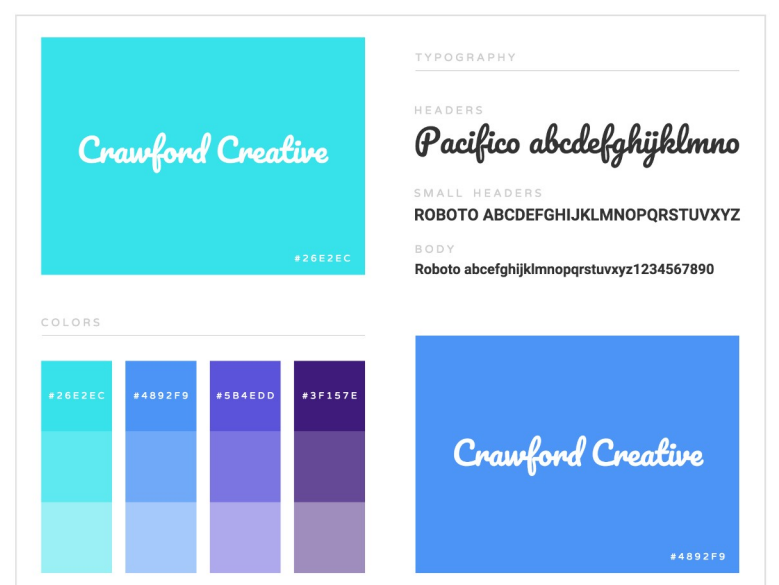 Crawford Creative
#26E2EC
TYPOGRAPHY
HEADERS
Pacifico abcdefghijklmno
SMALL HEADERS
ROBOTO ABCDEFGHIJKLMNOPQRSTUVXYZ
BODY
Roboto abcefghijklmnopqrstuvxyz1234567890
COLORS
#26E2EC #4892F9 #5B4EDD #3F157E
Crawford Creative
#4892F9